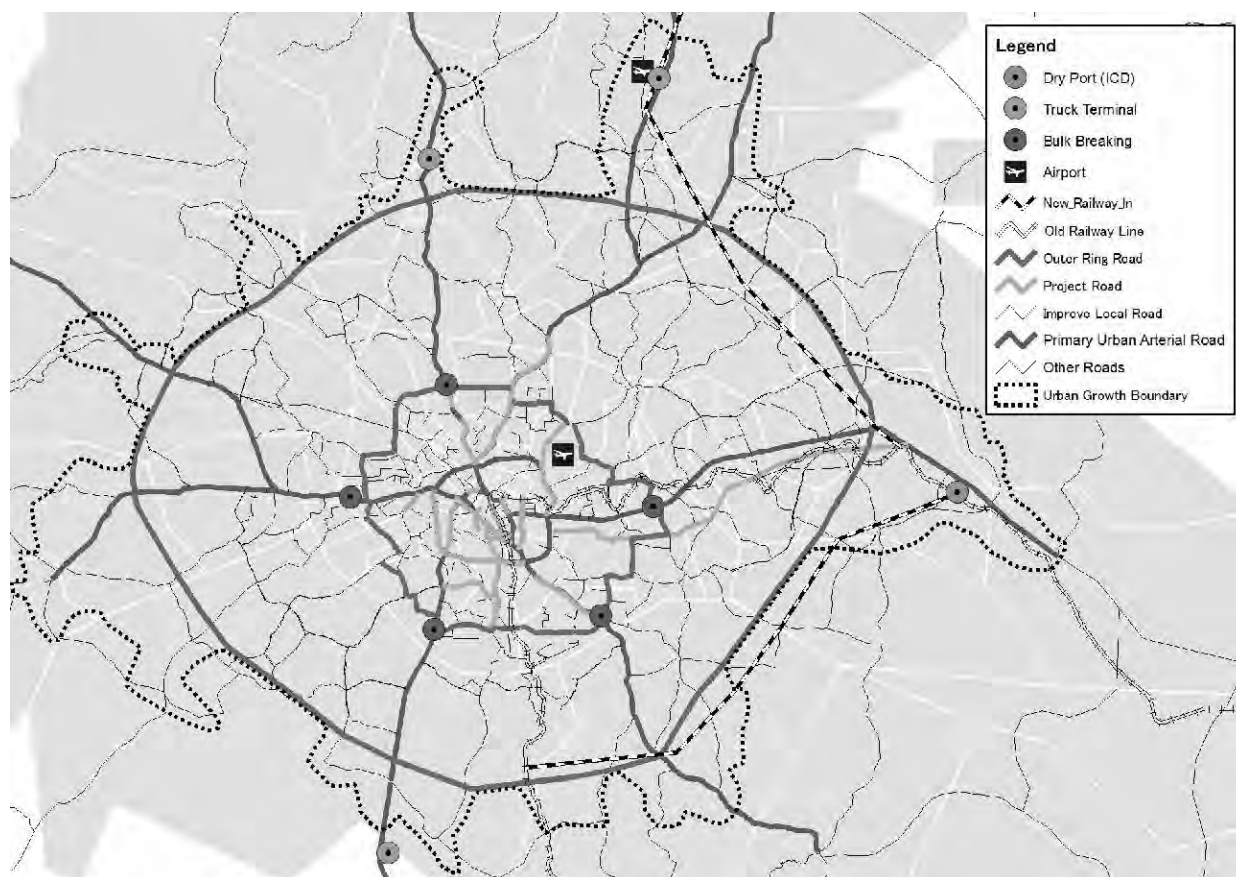 Legend
Dry Port (ICD)
Truck Terminal
Bulk Breaking
Airport
New_Railway_ln
Old Railway Line
Outer Ring Road
Project Road
Improve Local Road
Primary Urban Arterial Road
Other Roads
Urban Growth Boundary